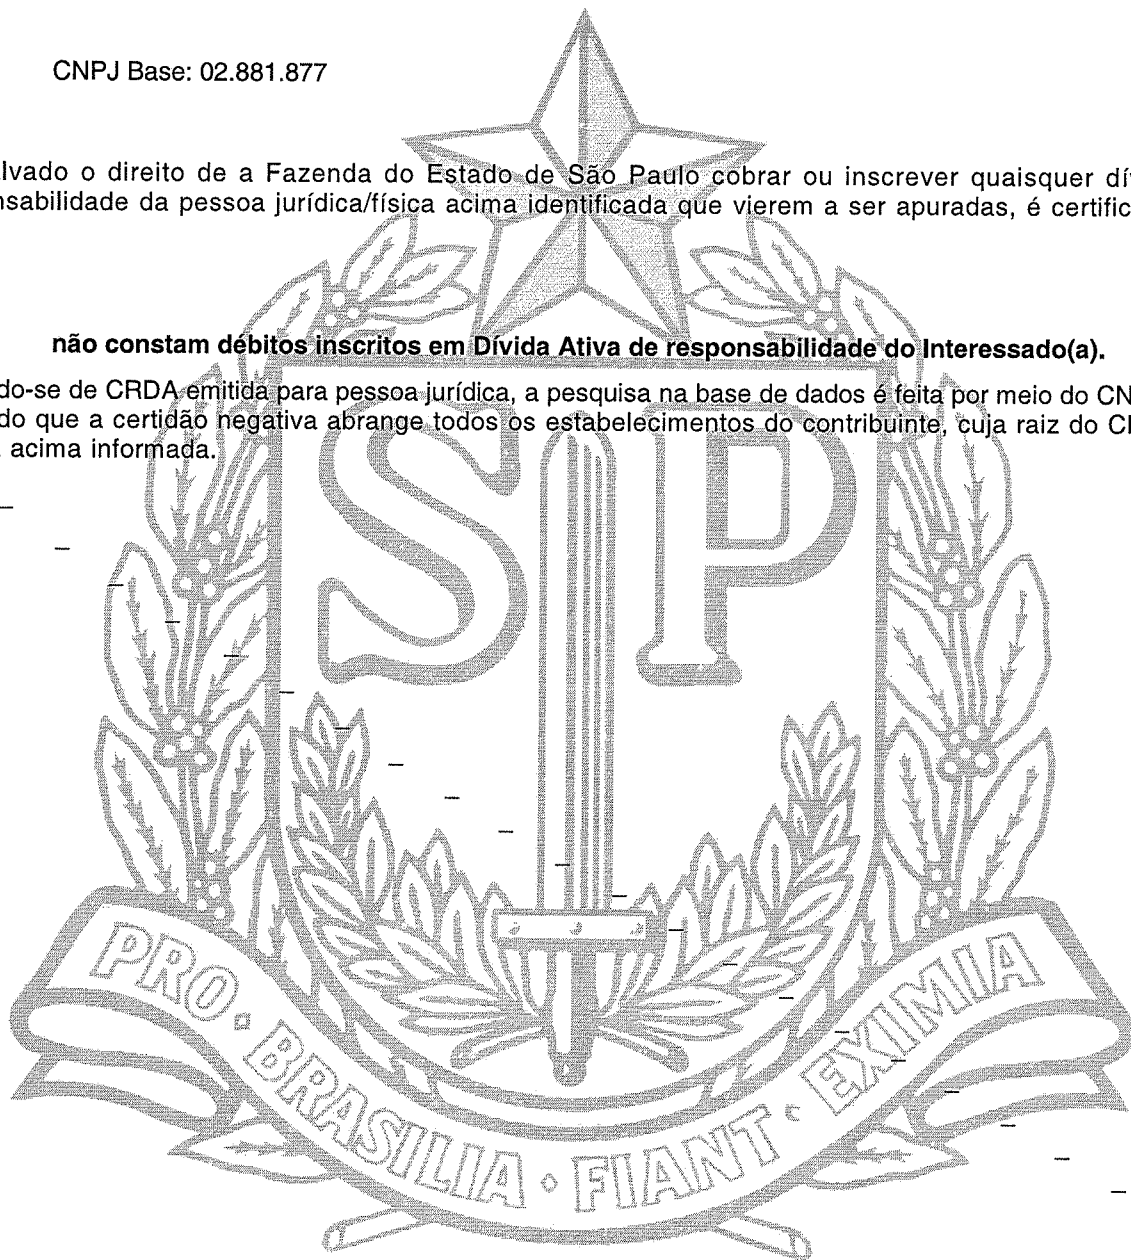 CNPJ Base: 02.881.877
lvado o direito de a Fazenda do Estado de São Paulo cobrar ou inscrever quaisquer dív
nsabilidade da pessoa jurídica/física acima identificada que vierem a ser apuradas, é certific
não constam débitos inscritos em Dívida Ativa de responsabilidade do Interessado(a).
do-se de CRDA emitida para pessoa jurídica, a pesquisa na base de dados é feita por meio do CN
do que a certidão negativa abrange todos os estabelecimentos do contribuinte, cuja raiz do C
acima informada.
SP
PRO · BRASILIA · FIANT · EXIMIA